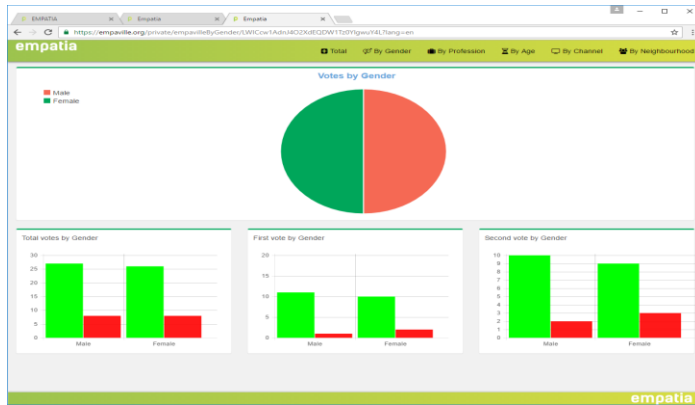 EMPATIA
Empatia
Empatia
https://empaville.org/private/empavilleByGender/LWICcw1AdnJ4O2XdEQDW1Tz0YIgwuY4L?lang=en
empatia
Total By Gender By Profession By Age By Channel By Neighbourhood
Votes by Gender
Male
Female
Total votes by Gender
30
25
20
15
10
5
0
Male Female
First vote by Gender
20
15
10
5
0
Male Female
Second vote by Gender
10
9
8
7
6
5
4
3
2
1
0
Male Female
empatia